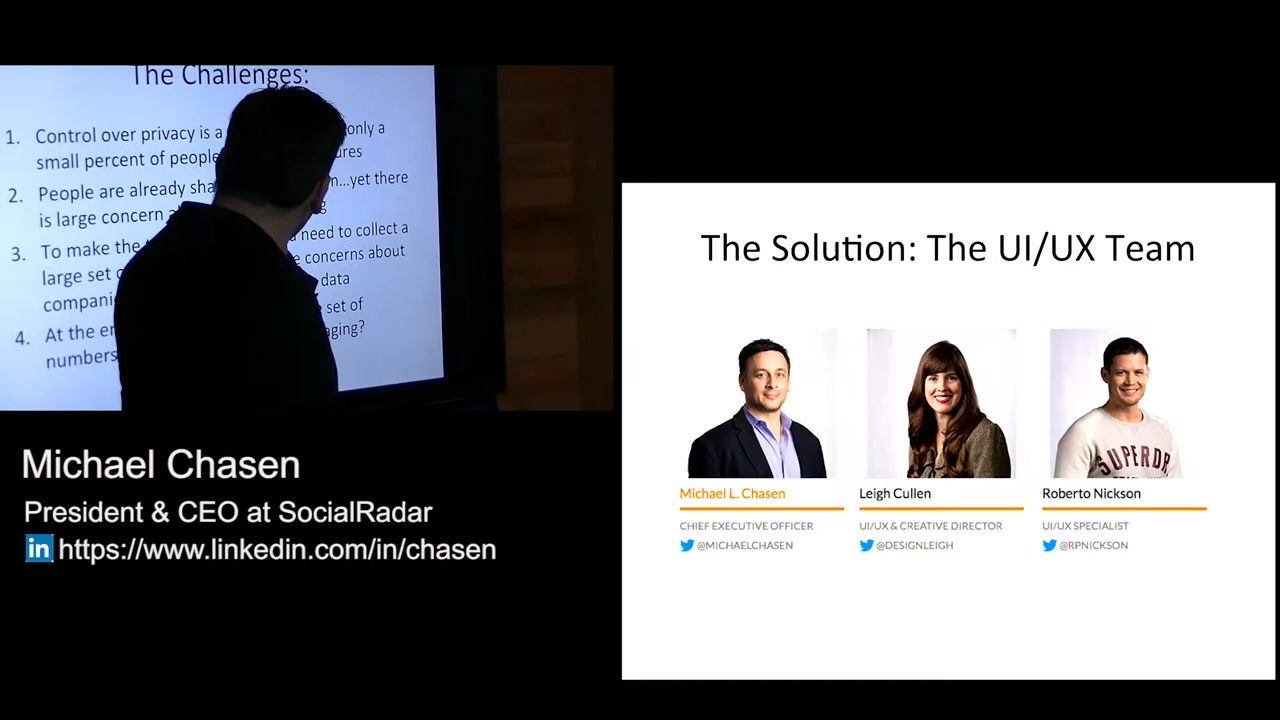 The Challenges:
1. Control over privacy is a only a
small percent of people ures
2. People are already sha n...yet there
is large concern g
3. To make the need to collect a
large set o e concerns about
compani data
4. At the en set of
numbers aging?
Michael Chasen
President & CEO at SocialRadar
in https://www.linkedin.com/in/chasen
The Solution: The UI/UX Team
SUPERDR
Michael L. Chasen
CHIEF EXECUTIVE OFFICER
@MICHAELCHASEN
Leigh Cullen
UI/UX & CREATIVE DIRECTOR
@DESIGNLEIGH
Roberto Nickson
UI/UX SPECIALIST
@RPNICKSON